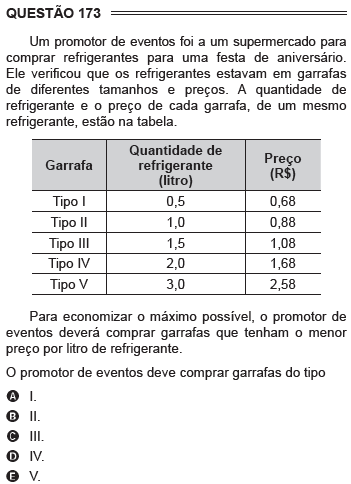 QUESTÃO 173
Um promotor de eventos foi a um supermercado para
comprar refrigerantes para uma festa de aniversário.
Ele verificou que os refrigerantes estavam em garrafas
de diferentes tamanhos e preços. A quantidade de
refrigerante e o preço de cada garrafa, de um mesmo
refrigerante, estão na tabela.
Garrafa Quantidade de refrigerante (litro) Preço (R$)
Tipo I 0,5 0,68
Tipo II 1,0 0,88
Tipo III 1,5 1,08
Tipo IV 2,0 1,68
Tipo V 3,0 2,58
Para economizar o máximo possível, o promotor de
eventos deverá comprar garrafas que tenham o menor
preço por litro de refrigerante.
O promotor de eventos deve comprar garrafas do tipo
A I.
B II.
C III.
D IV.
E V.